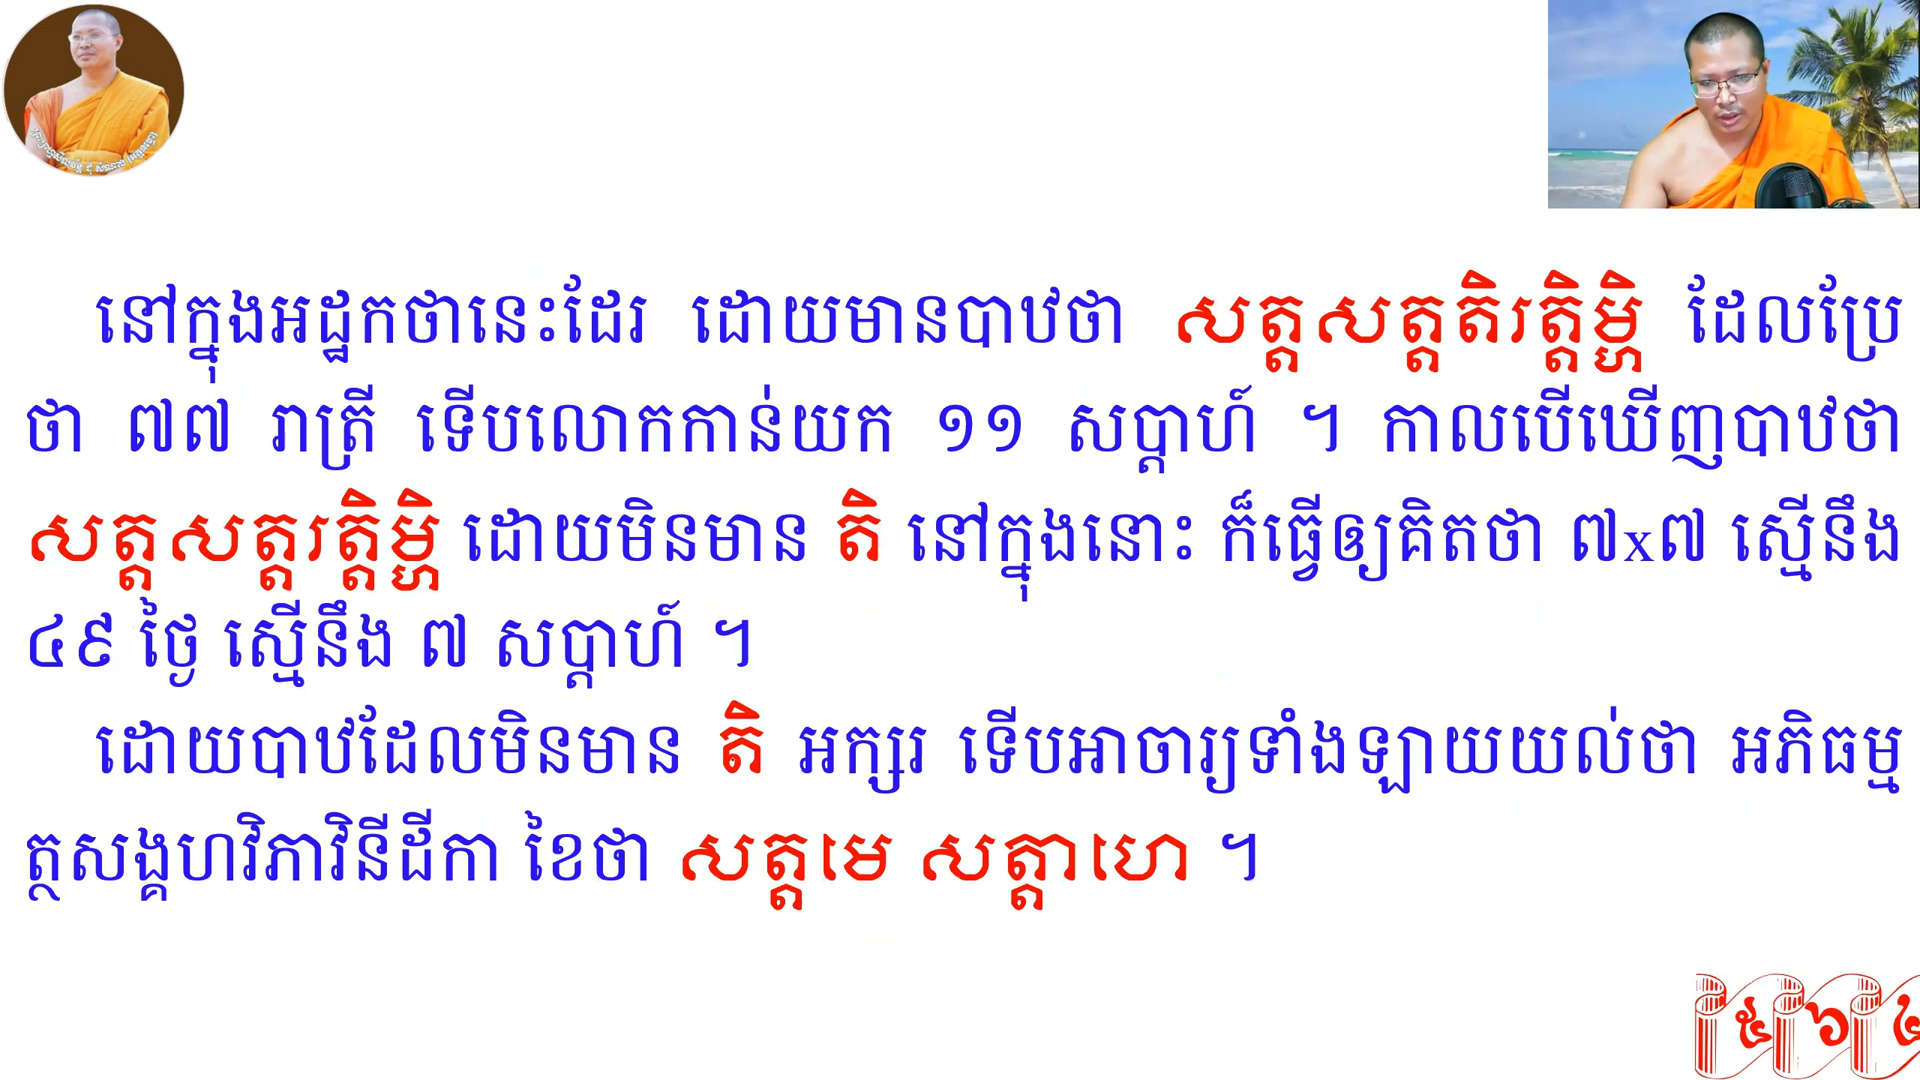 នៅក្នុងអដ្ឋកថានេះដែរ ដោយមានបាឋថា សត្តសត្តតិរត្តិម្ហិ ដែលប្រែ
ថា ៧៧ រាត្រី ទើបលោកកាន់យក ១១ សប្តាហ៍ ។ កាលបើឃើញបាឋថា
សត្តសត្តរត្តិម្ហិ ដោយមិនមាន តិ នៅក្នុងនោះ ក៏ធ្វើឲ្យគិតថា ៧x៧ ស្មើនឹង
៤៩ ថ្ងៃ ស្មើនឹង ៧ សប្តាហ៍ ។
ដោយបាឋដែលមិនមាន តិ អក្សរ ទើបអាចារ្យទាំងឡាយយល់ថា អភិធម្ម
ត្ថសង្គហវិភាវិនីដីកា ខៃថា សត្តមេ សត្តាហេ ។
៥៦៤